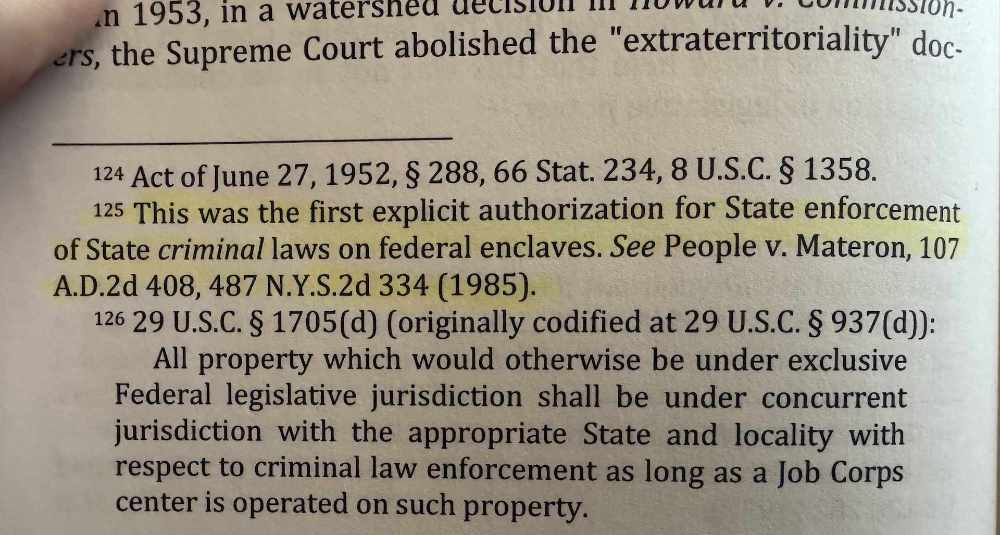 in 1953, in a watershed decision in Howard v. Commission-
ers, the Supreme Court abolished the "extraterritoriality" doc-
124 Act of June 27, 1952, § 288, 66 Stat. 234, 8 U.S.C. § 1358.
125 This was the first explicit authorization for State enforcement
of State criminal laws on federal enclaves. See People v. Materon, 107
A.D.2d 408, 487 N.Y.S.2d 334 (1985).
126 29 U.S.C. § 1705(d) (originally codified at 29 U.S.C. § 937(d)):
All property which would otherwise be under exclusive
Federal legislative jurisdiction shall be under concurrent
jurisdiction with the appropriate State and locality with
respect to criminal law enforcement as long as a Job Corps
center is operated on such property.